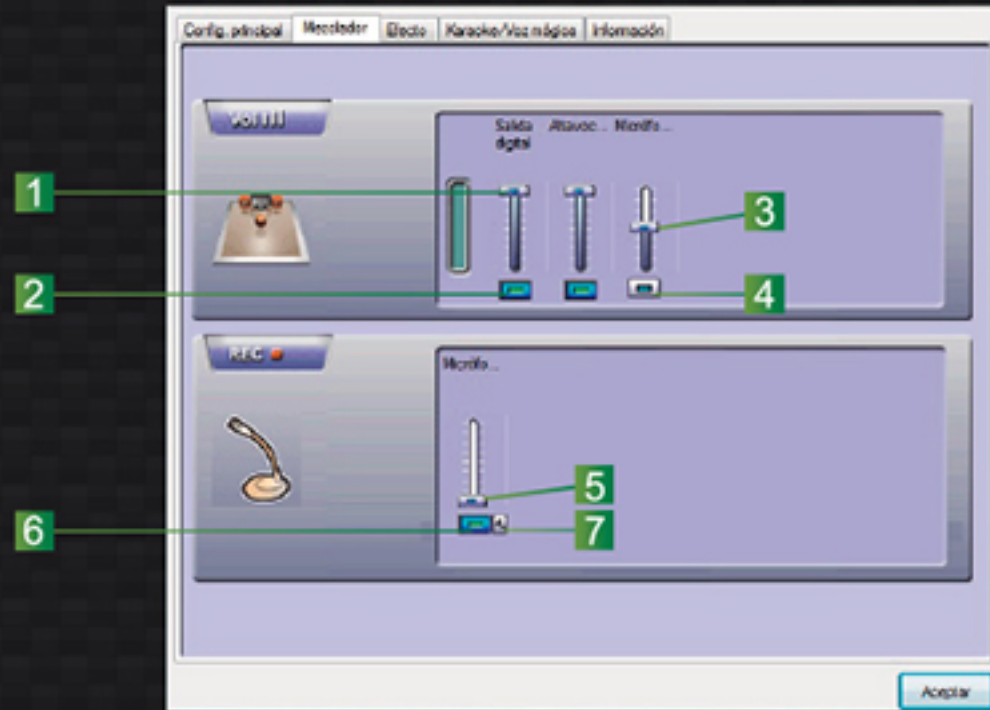 Config. principal
Mezclador
Efecto
Karaoke/Voz mágica
Información
Vol
Salida
digital
Altavoc...
Micrófo...
1
2
3
4
REC
Micrófo...
5
6
7
Aceptar